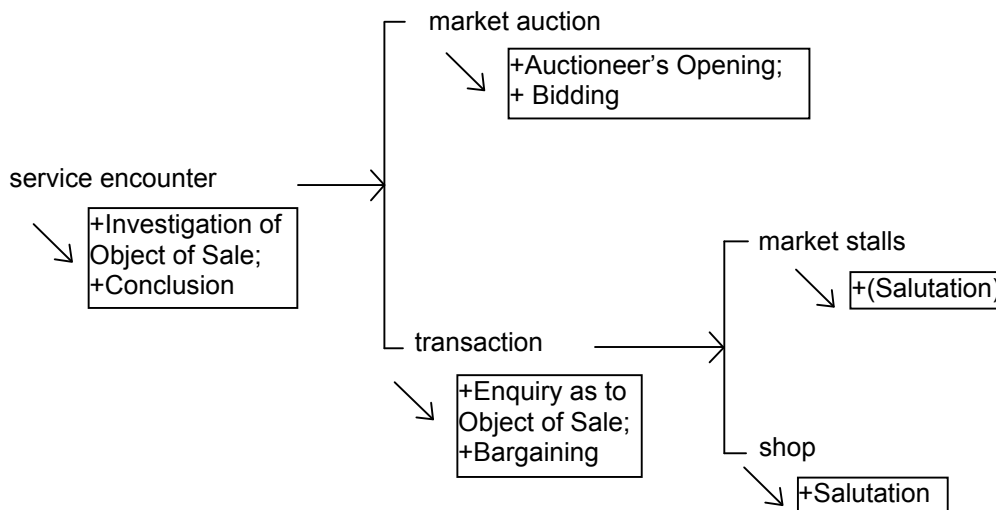 market auction
+Auctioneer’s Opening;
+ Bidding
service encounter
+Investigation of
Object of Sale;
+Conclusion
market stalls
+(Salutation)
transaction
+Enquiry as to
Object of Sale;
+Bargaining
shop
+Salutation